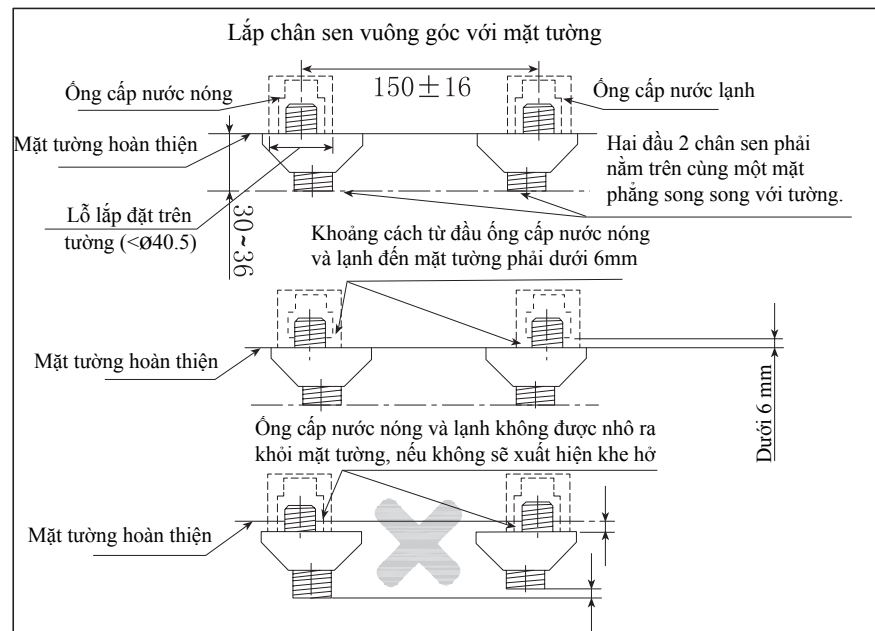 Lắp chân sen vuông góc với mặt tường
150±16
Ống cấp nước nóng
Ống cấp nước lạnh
Mặt tường hoàn thiện
Hai đầu 2 chân sen phải
nằm trên cùng một mặt
phẳng song song với tường.
Lỗ lắp đặt trên
tường (<Ø40.5)
30~36
Khoảng cách từ đầu ống cấp nước nóng
và lạnh đến mặt tường phải dưới 6mm
Mặt tường hoàn thiện
Dưới 6 mm
Ống cấp nước nóng và lạnh không được nhô ra
khỏi mặt tường, nếu không sẽ xuất hiện khe hở
Mặt tường hoàn thiện